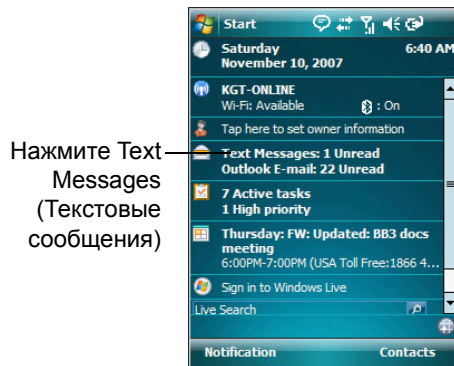 Start
Saturday 6:40 AM
November 10, 2007
KGT-ONLINE
Wi-Fi: Available : On
Tap here to set owner information
Нажмите Text
Messages
(Текстовые
сообщения)
Text Messages: 1 Unread
Outlook E-mail: 22 Unread
7 Active tasks
1 High priority
Thursday: FW: Updated: BB3 docs
meeting
6:00PM-7:00PM (USA Toll Free:1866 4...
Sign in to Windows Live
Live Search
Notification Contacts